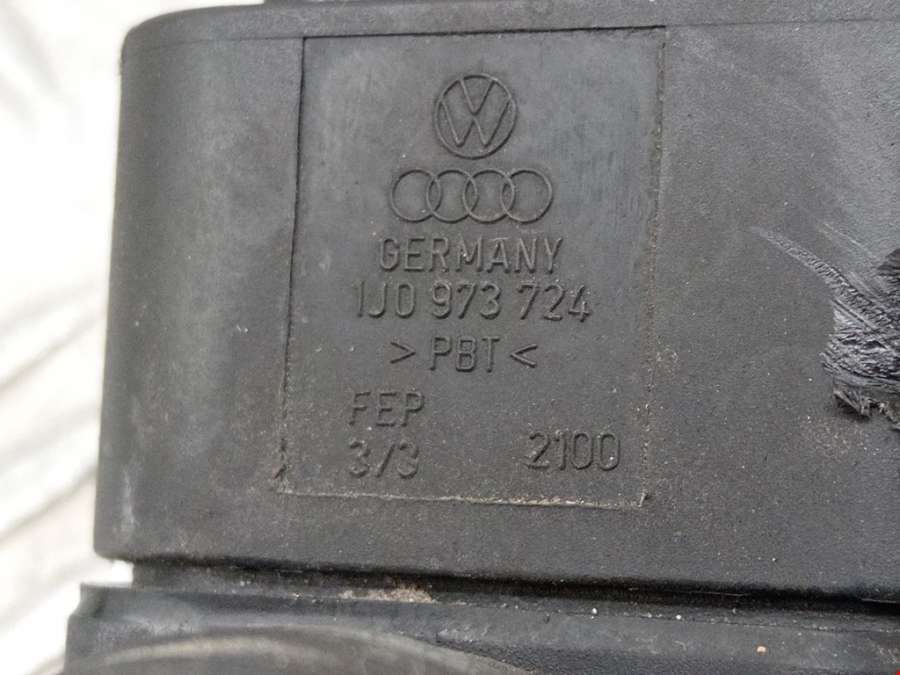 GERMANY
1J0 973 724
> PBT <
FEP
3/3 2100